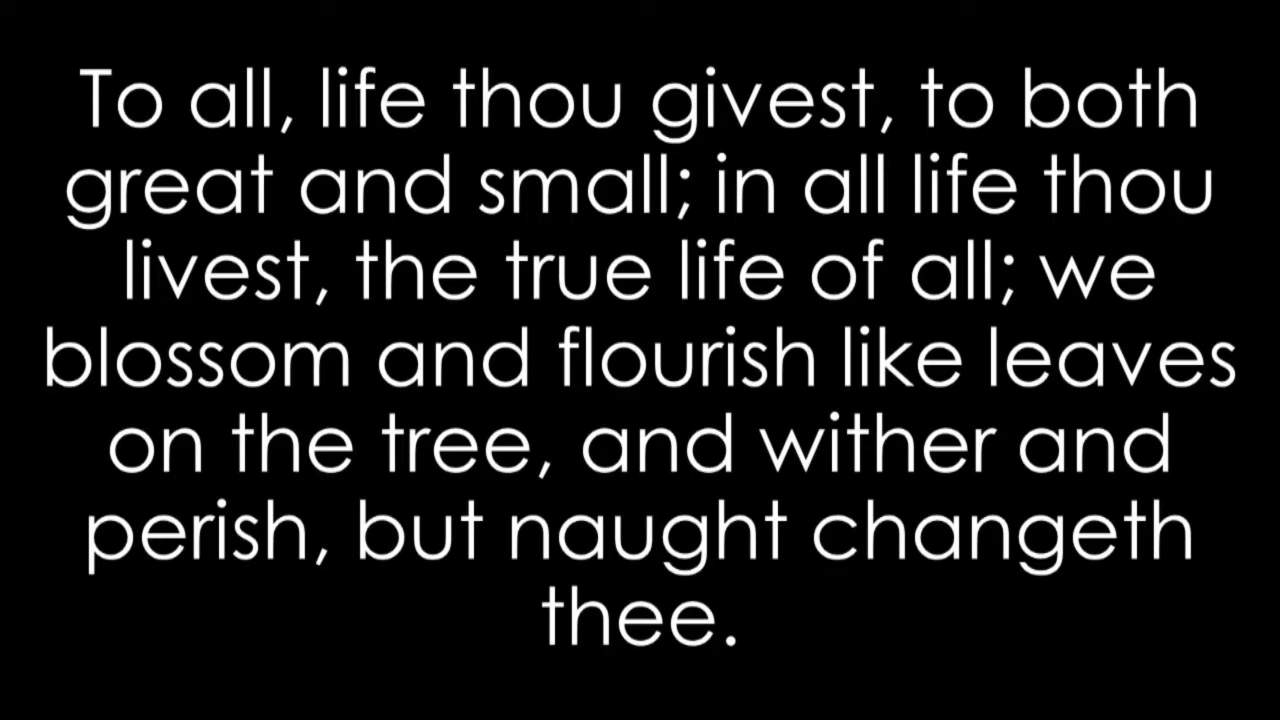 To all, life thou givest, to both
great and small; in all life thou
livest, the true life of all; we
blossom and flourish like leaves
on the tree, and wither and
perish, but naught changeth
thee.